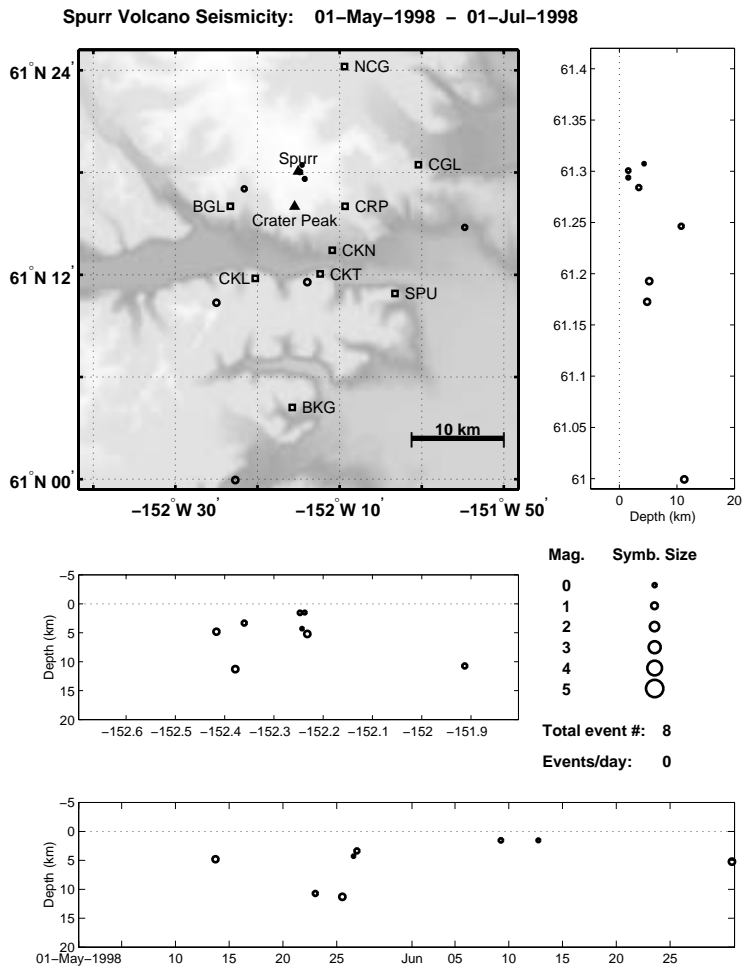 Spurr Volcano Seismicity: 01−May−1998 − 01−Jul−1998
61°N 24'
61°N 12'
61°N 00'
NCG
Spurr
CGL
BGL
CRP
Crater Peak
CKN
CKL
CKT
SPU
BKG
10 km
−152°W 30'
−152°W 10'
−151°W 50'
61.4
61.35
61.3
61.25
61.2
61.15
61.1
61.05
61
0 10 20
Depth (km)
−5
0
5
10
15
20
Depth (km)
−152.6 −152.5 −152.4 −152.3 −152.2 −152.1 −152 −151.9
Mag. Symb. Size
0
1
2
3
4
5
Total event #: 8
Events/day: 0
−5
0
5
10
15
20
Depth (km)
01−May−1998 10 15 20 25 Jun 05 10 15 20 25